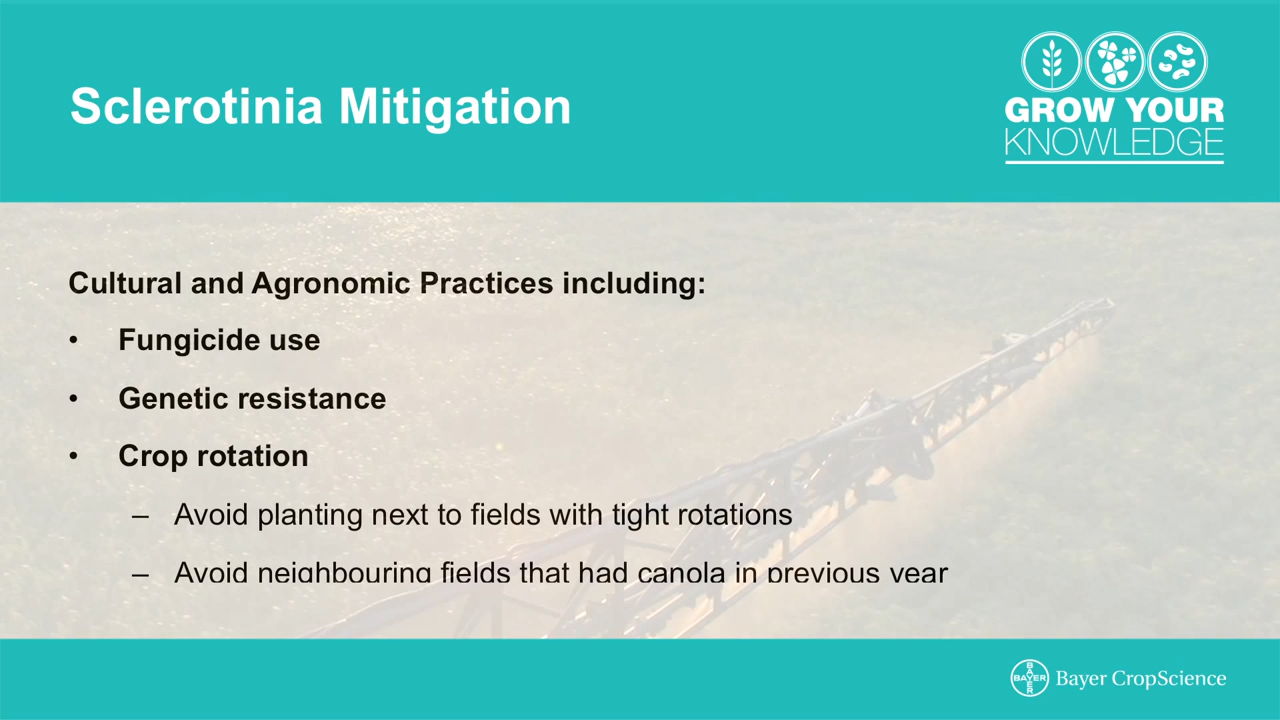 Sclerotinia Mitigation
GROW YOUR
KNOWLEDGE
Cultural and Agronomic Practices including:
• Fungicide use
• Genetic resistance
• Crop rotation
– Avoid planting next to fields with tight rotations
– Avoid neighbouring fields that had canola in previous year
BAYER
BAYER
Bayer CropScience